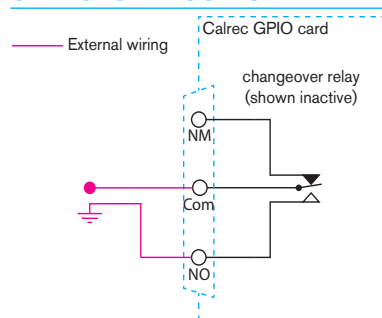 Calrec GPIO card
External wiring
changeover relay
(shown inactive)
NM
Com
NO